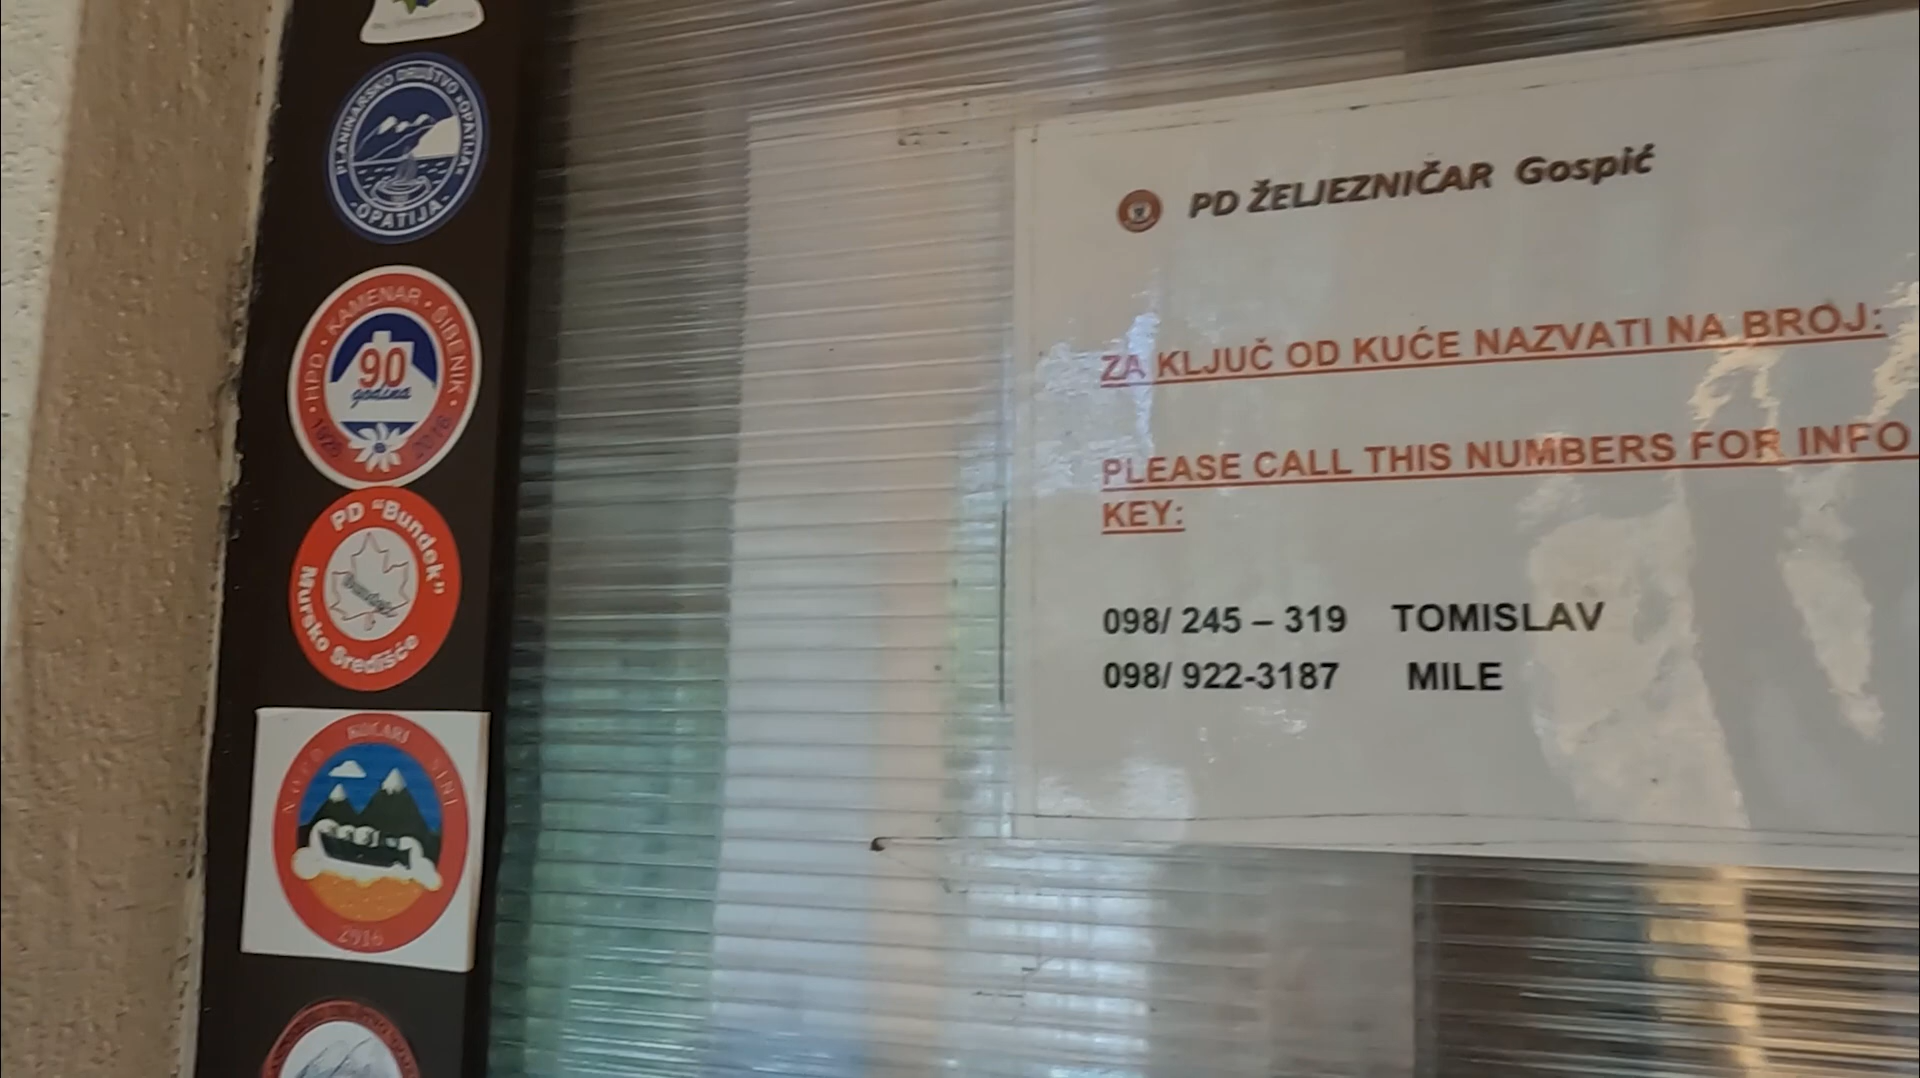 PLANINARSKO DRUŠTVO »OPATIJA«
·OPATIJA·
·HPD·KAMENAR·ŠIBENIK·
90
godina
2016
PD "Bundek"
Mursko Središće
2016
PD ŽELJEZNIČAR Gospić
ZA KLJUČ OD KUĆE NAZVATI NA BROJ:
PLEASE CALL THIS NUMBERS FOR INFO
KEY:
098/ 245 – 319 TOMISLAV
098/ 922-3187 MILE